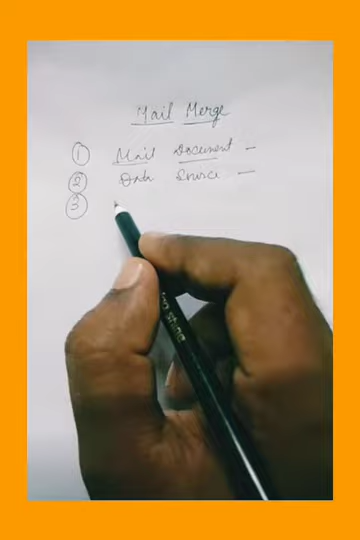 Mail Merge
① Mail Document —
② Data Source —
③